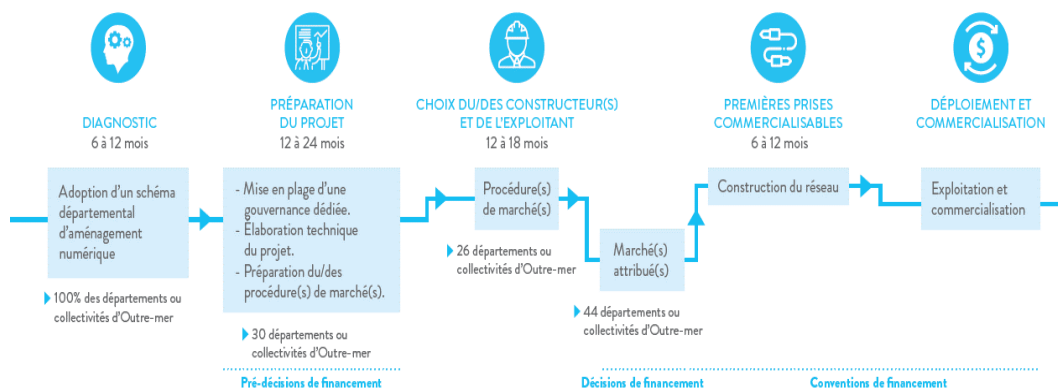 DIAGNOSTIC
6 à 12 mois
Adoption d'un schéma
départemental
d'aménagement
numérique
100% des départements ou
collectivités d'Outre-mer
PRÉPARATION
DU PROJET
12 à 24 mois
- Mise en plage d'une
gouvernance dédiée.
- Élaboration technique
du projet.
- Préparation du/des
procédure(s) de marché(s).
30 départements ou
collectivités d'Outre-mer
Pré-décisions de financement
CHOIX DU/DES CONSTRUCTEUR(S)
ET DE L'EXPLOITANT
12 à 18 mois
Procédure(s)
de marché(s)
26 départements ou
collectivités d'Outre-mer
Marché(s)
attribué(s)
44 départements ou
collectivités d'Outre-mer
Décisions de financement
PREMIÈRES PRISES
COMMERCIALISABLES
6 à 12 mois
Construction du réseau
DÉPLOIEMENT ET
COMMERCIALISATION
Exploitation et
commercialisation
Conventions de financement